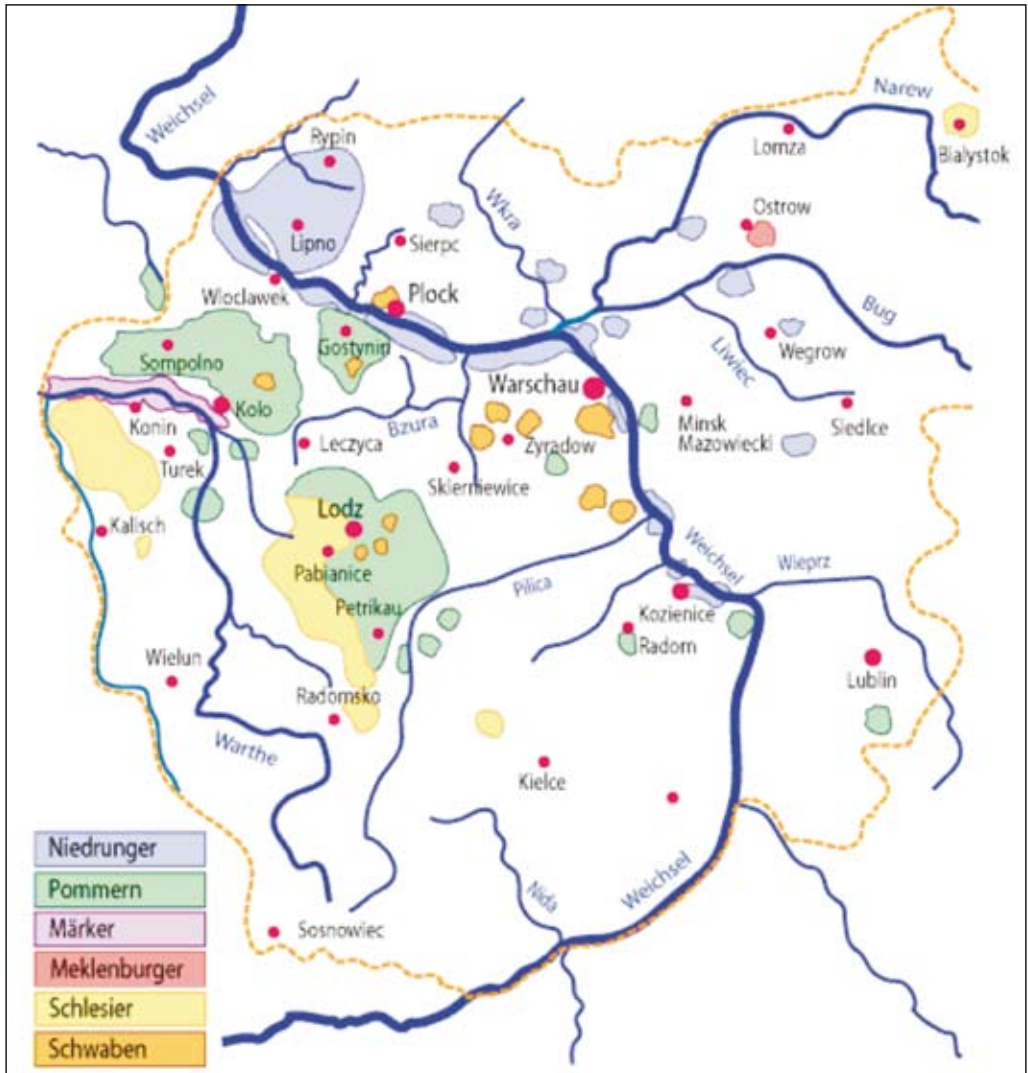 Weichsel
Narew
Rypin
Lomza
Bialystok
Wkra
Ostrow
Lipno
Sierpc
Wloclawek
Plock
Bug
Gostynin
Sompolno
Liwiec
Wegrow
Warschau
Kolo
Konin
Bzura
Minsk
Mazowiecki
Siedlce
Leczyca
Zyradow
Turek
Skierniewice
Lodz
Kalisch
Pabianice
Weichsel
Wieprz
Pilica
Petrikau
Kozienice
Radom
Wielun
Lublin
Radomsko
Warthe
Kielce
Niedrunger
Pommern
Märker
Meklenburger
Schlesier
Schwaben
Nida
Weichsel
Sosnowiec